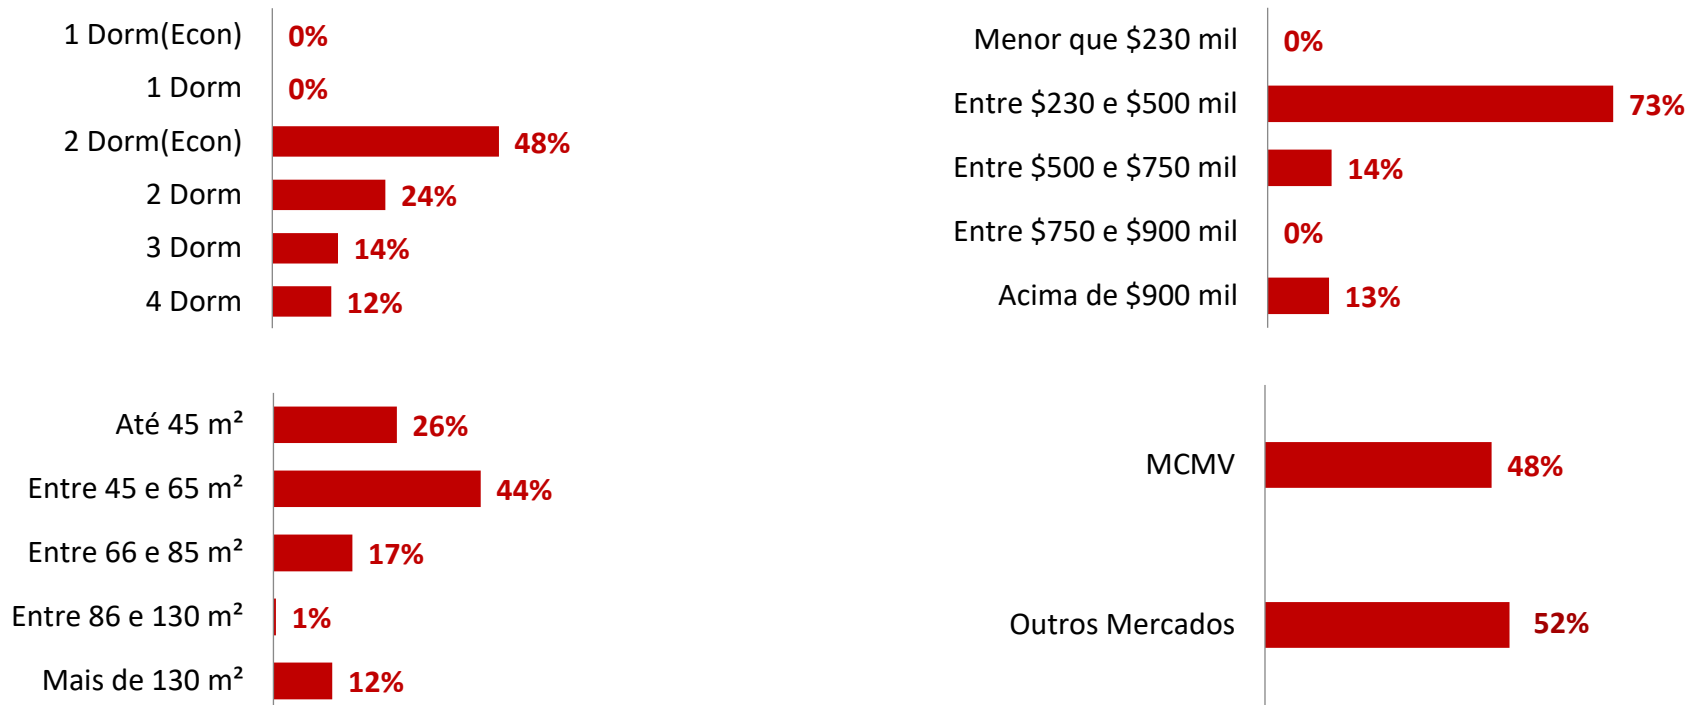 1 Dorm(Econ) 0%
1 Dorm 0%
2 Dorm(Econ) 48%
2 Dorm 24%
3 Dorm 14%
4 Dorm 12%
Menor que $230 mil 0%
Entre $230 e $500 mil 73%
Entre $500 e $750 mil 14%
Entre $750 e $900 mil 0%
Acima de $900 mil 13%
Até 45 m² 26%
Entre 45 e 65 m² 44%
Entre 66 e 85 m² 17%
Entre 86 e 130 m² 1%
Mais de 130 m² 12%
MCMV 48%
Outros Mercados 52%